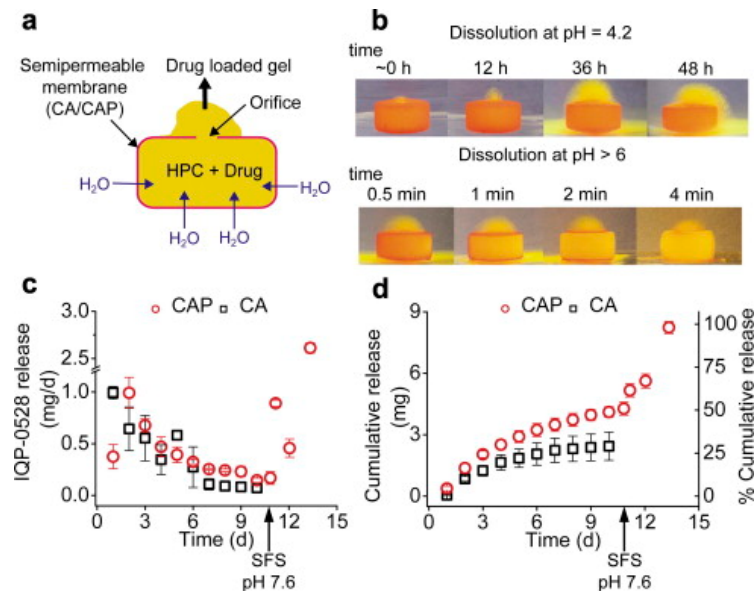 a
Semipermeable
membrane
(CA/CAP)
Drug loaded gel
Orifice
HPC + Drug
H₂O
H₂O
H₂O
H₂O
b
Dissolution at pH = 4.2
time
~0 h 12 h 36 h 48 h
Dissolution at pH > 6
time
0.5 min 1 min 2 min 4 min
c
CAP CA
IQP-0528 release
(mg/d)
3.0
2.5
1.0
0.5
0.0
0 3 6 9 12 15
Time (d)
SFS
pH 7.6
d
CAP CA
Cumulative release
(mg)
9
6
3
0
% Cumulative release
100
75
50
25
0
0 3 6 9 12 15
Time (d)
SFS
pH 7.6